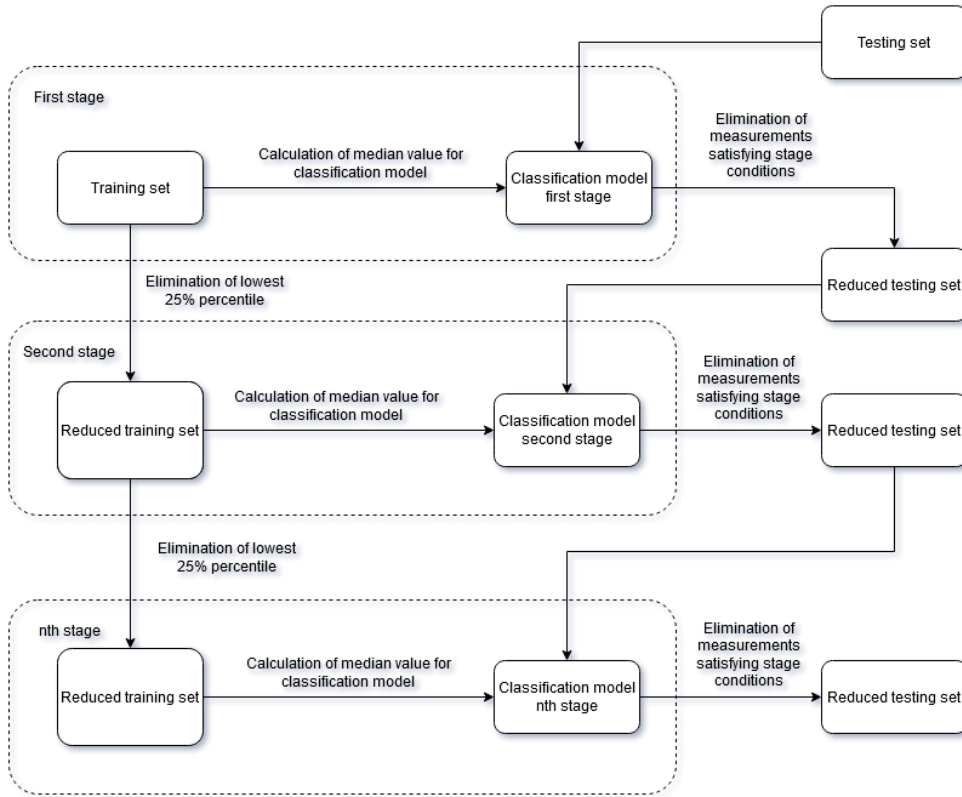 Testing set
First stage
Calculation of median value for
classification model
Elimination of
measurements
satisfying stage
conditions
Training set
Classification model
first stage
Elimination of lowest
25% percentile
Reduced testing set
Second stage
Calculation of median value for
classification model
Elimination of
measurements
satisfying stage
conditions
Reduced training set
Classification model
second stage
Reduced testing set
Elimination of lowest
25% percentile
nth stage
Calculation of median value for
classification model
Elimination of
measurements
satisfying stage
conditions
Reduced training set
Classification model
nth stage
Reduced testing set